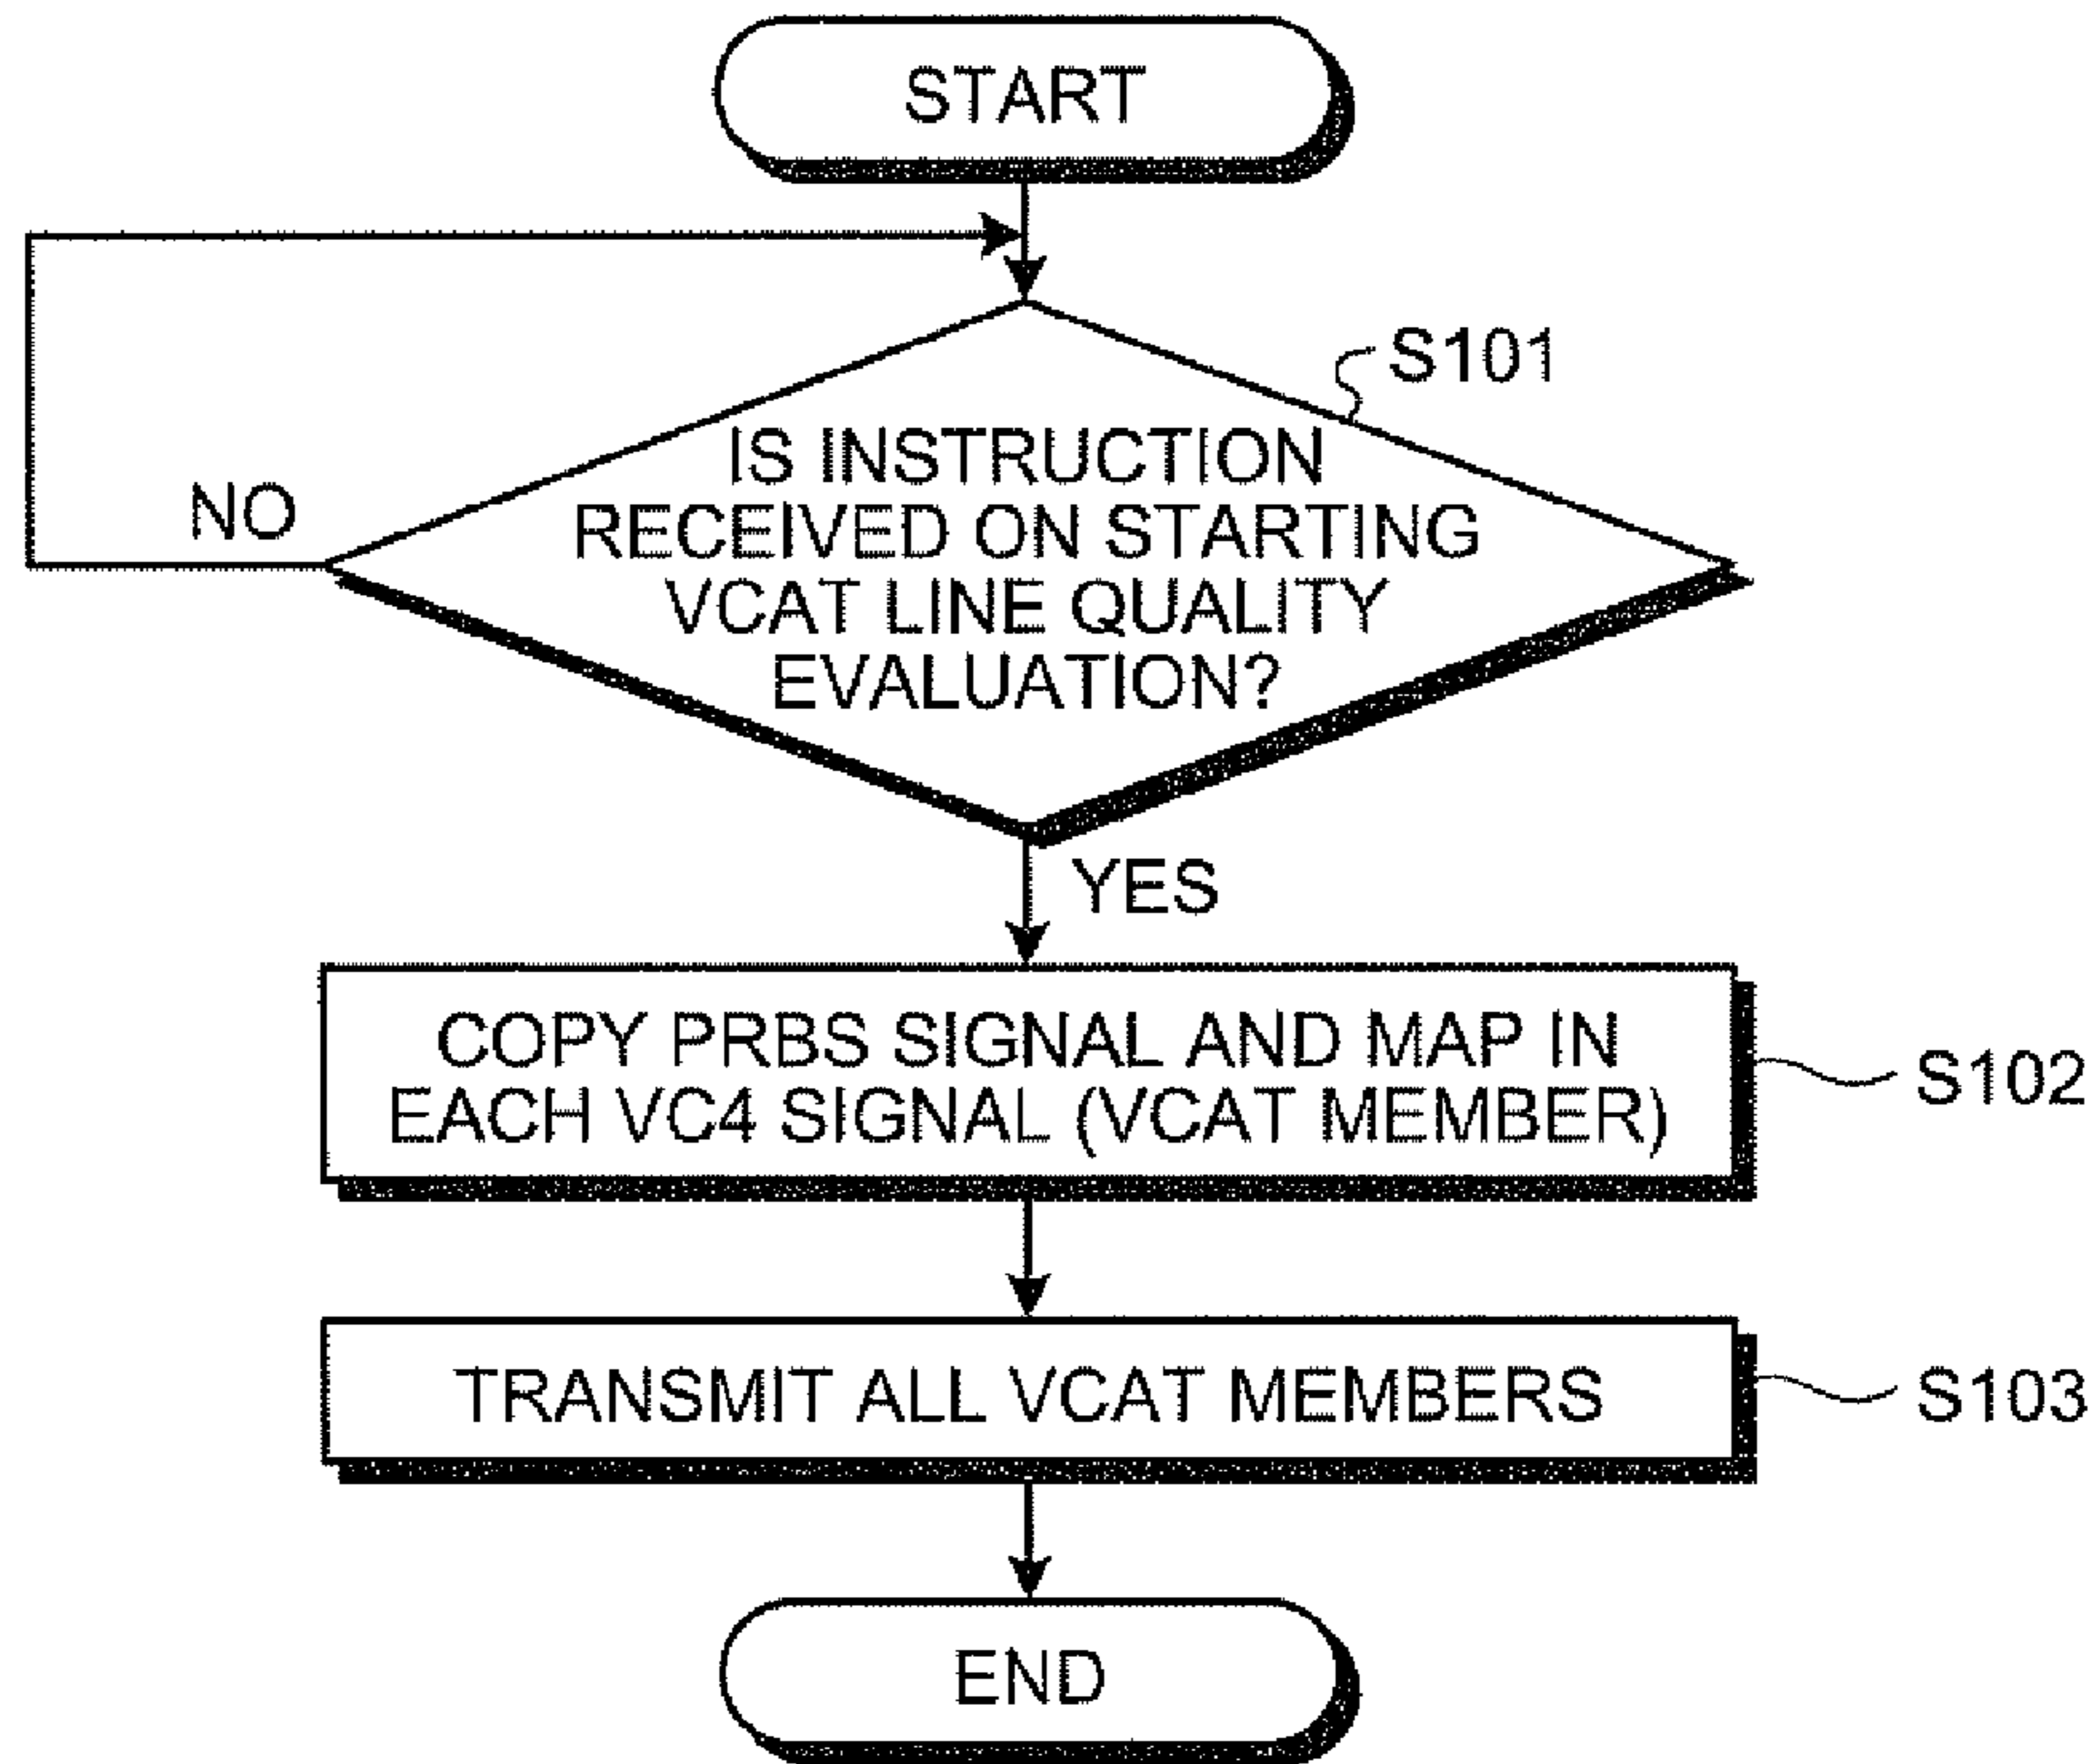 START
S101
IS INSTRUCTION
RECEIVED ON STARTING
VCAT LINE QUALITY
EVALUATION?
NO
YES
COPY PRBS SIGNAL AND MAP IN
EACH VC4 SIGNAL (VCAT MEMBER)
S102
TRANSMIT ALL VCAT MEMBERS
S103
END